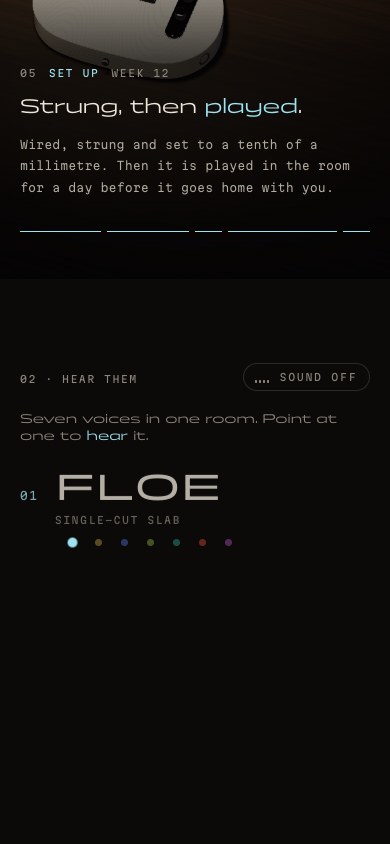 05 SET UP WEEK 12
Strung, then played.
Wired, strung and set to a tenth of a
millimetre. Then it is played in the room
for a day before it goes home with you.
02 · HEAR THEM
SOUND OFF
Seven voices in one room. Point at
one to hear it.
01 FLOE
SINGLE—CUT SLAB